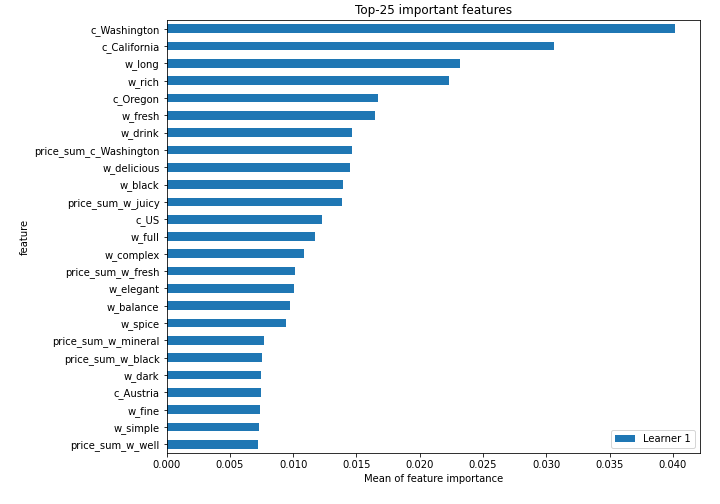 Top-25 important features
c_Washington
c_California
w_long
w_rich
c_Oregon
w_fresh
w_drink
price_sum_c_Washington
w_delicious
w_black
price_sum_w_juicy
c_US
w_full
w_complex
price_sum_w_fresh
w_elegant
w_balance
w_spice
price_sum_w_mineral
price_sum_w_black
w_dark
c_Austria
w_fine
w_simple
price_sum_w_well
feature
Learner 1
0.000 0.005 0.010 0.015 0.020 0.025 0.030 0.035 0.040
Mean of feature importance